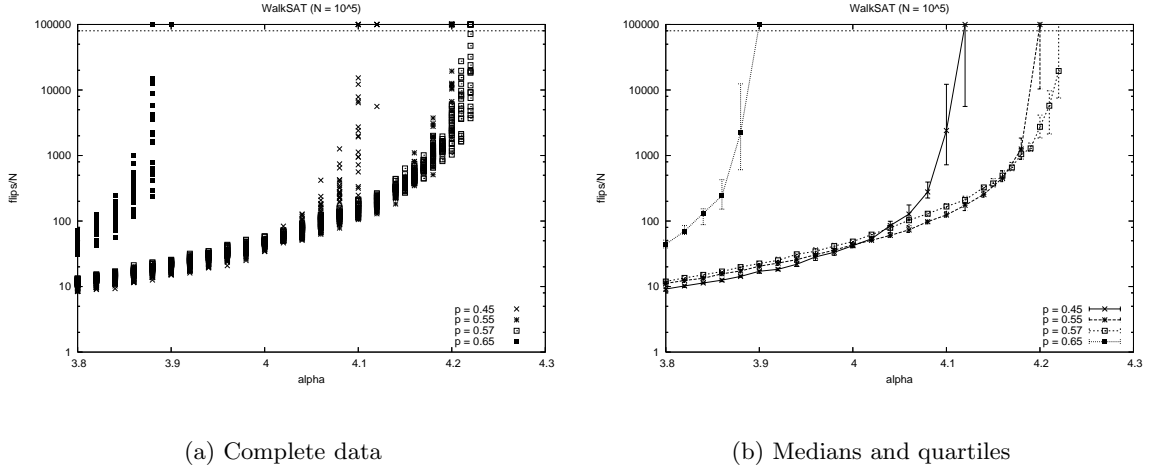 WalkSAT (N = 10^5)
100000
10000
1000
100
10
1
flips/N
3.8
3.9
4
4.1
4.2
4.3
alpha
p = 0.45
p = 0.55
p = 0.57
p = 0.65
(a) Complete data
WalkSAT (N = 10^5)
100000
10000
1000
100
10
1
flips/N
3.8
3.9
4
4.1
4.2
4.3
alpha
p = 0.45
p = 0.55
p = 0.57
p = 0.65
(b) Medians and quartiles